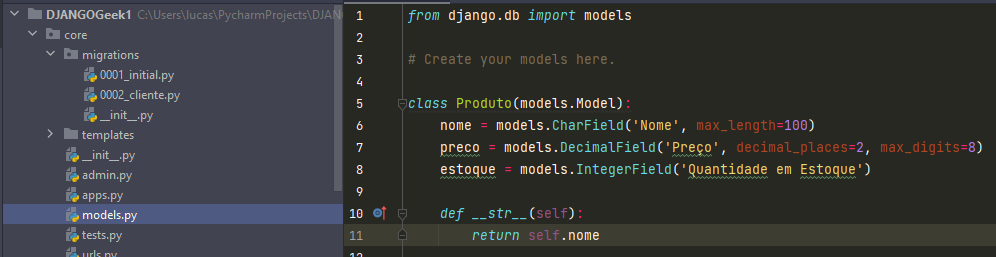 DJANGOGeek1 C:\Users\lucas\PycharmProjects\DJAN
core
migrations
0001_initial.py
0002_cliente.py
__init__.py
templates
__init__.py
admin.py
apps.py
models.py
tests.py
urls.py
1 from django.db import models
2
3 # Create your models here.
4
5 class Produto(models.Model):
6 nome = models.CharField('Nome', max_length=100)
7 preco = models.DecimalField('Preço', decimal_places=2, max_digits=8)
8 estoque = models.IntegerField('Quantidade em Estoque')
9
10 def __str__(self):
11 return self.nome
12